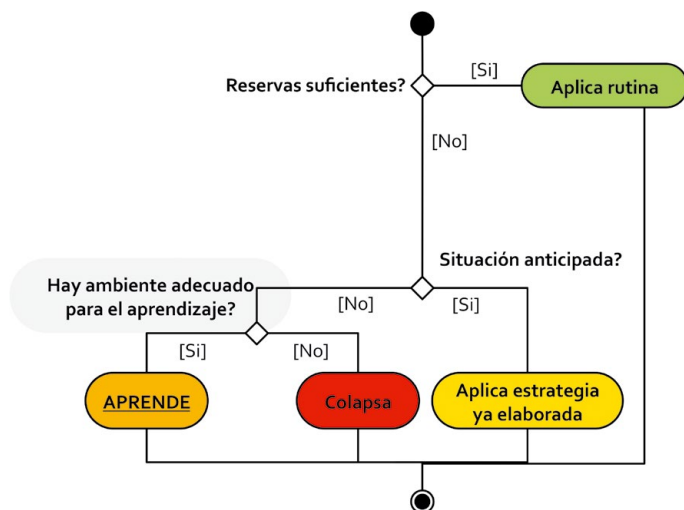 Reservas suficientes?
[Si]
Aplica rutina
[No]
Situación anticipada?
Hay ambiente adecuado
para el aprendizaje?
[No]
[Si]
[Si]
[No]
APRENDE
Colapsa
Aplica estrategia
ya elaborada